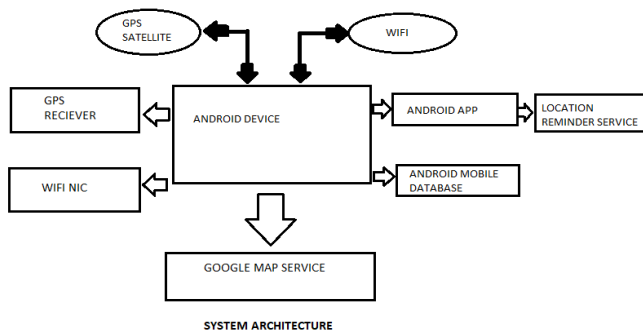 GPS
SATELLITE
WIFI
GPS
RECIEVER
ANDROID DEVICE
ANDROID APP
LOCATION
REMINDER SERVICE
WIFI NIC
ANDROID MOBILE
DATABASE
GOOGLE MAP SERVICE
SYSTEM ARCHITECTURE